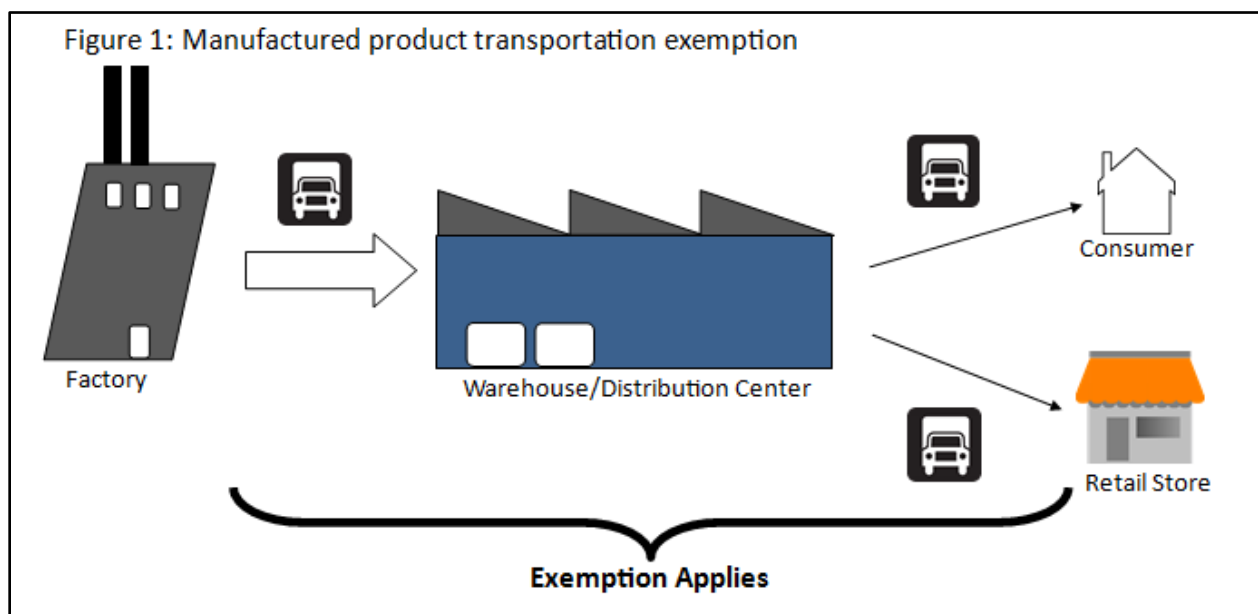 Figure 1: Manufactured product transportation exemption
Consumer
Factory
Warehouse/Distribution Center
Retail Store
Exemption Applies